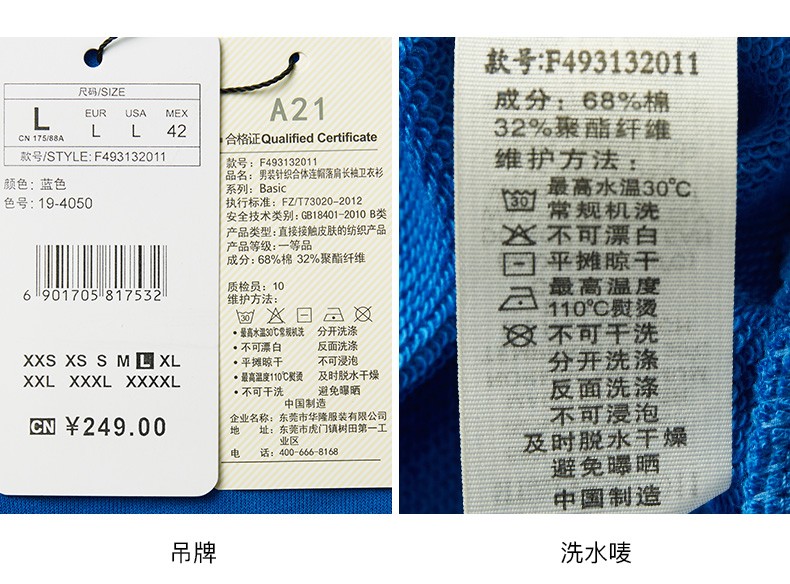 尺码/SIZE
L
CN 175/88A
EUR
L
USA
L
MEX
42
款号/STYLE: F493132011
颜色: 蓝色
色号: 19-4050
6 901705 817532
XXS XS S M L XL
XXL XXXL XXXXL
CN ¥249.00
A21
合格证Qualified Certificate
款号: F493132011
品名: 男装针织合体连帽落肩长袖卫衣衫
系列: Basic
执行标准: FZ/T73020-2012
安全技术类别: GB18401-2010 B类
产品类型: 直接接触皮肤的纺织产品
产品等级: 一等品
成分: 68%棉 32%聚酯纤维
质检员: 10
维护方法:
30
• 最高水温30℃常规机洗 分开洗涤
• 不可漂白 反面洗涤
• 平摊晾干 不可浸泡
• 最高温度110℃熨烫 及时脱水干燥
• 不可干洗 避免曝晒
中国制造
企业名称: 东莞市华隆服装有限公司
地 址: 东莞市虎门镇树田第一工
业区
电 话: 400-666-8168
款号:F493132011
成分: 68%棉
32%聚酯纤维
维护方法:
30 最高水温30℃
常规机洗
不可漂白
平摊晾干
最高温度
110℃熨烫
不可干洗
分开洗涤
反面洗涤
不可浸泡
及时脱水干燥
避免曝晒
中国制造
吊牌
洗水唛